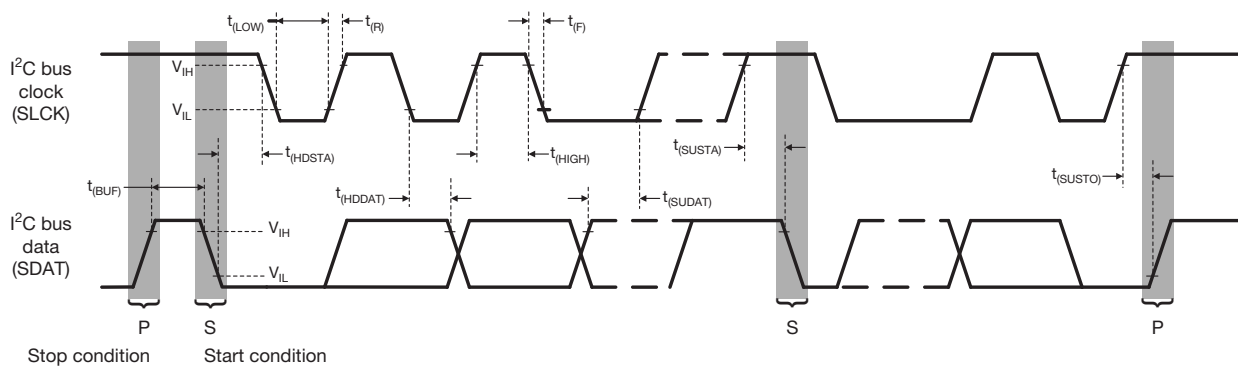 t(LOW) t(R) t(F)
I²C bus
clock
(SLCK)
VIH
VIL
t(HDSTA) t(HIGH) t(SUSTA) t(SUSTO)
t(BUF) t(HDDAT) t(SUDAT)
I²C bus
data
(SDAT)
VIH
VIL
P S S P
Stop condition Start condition